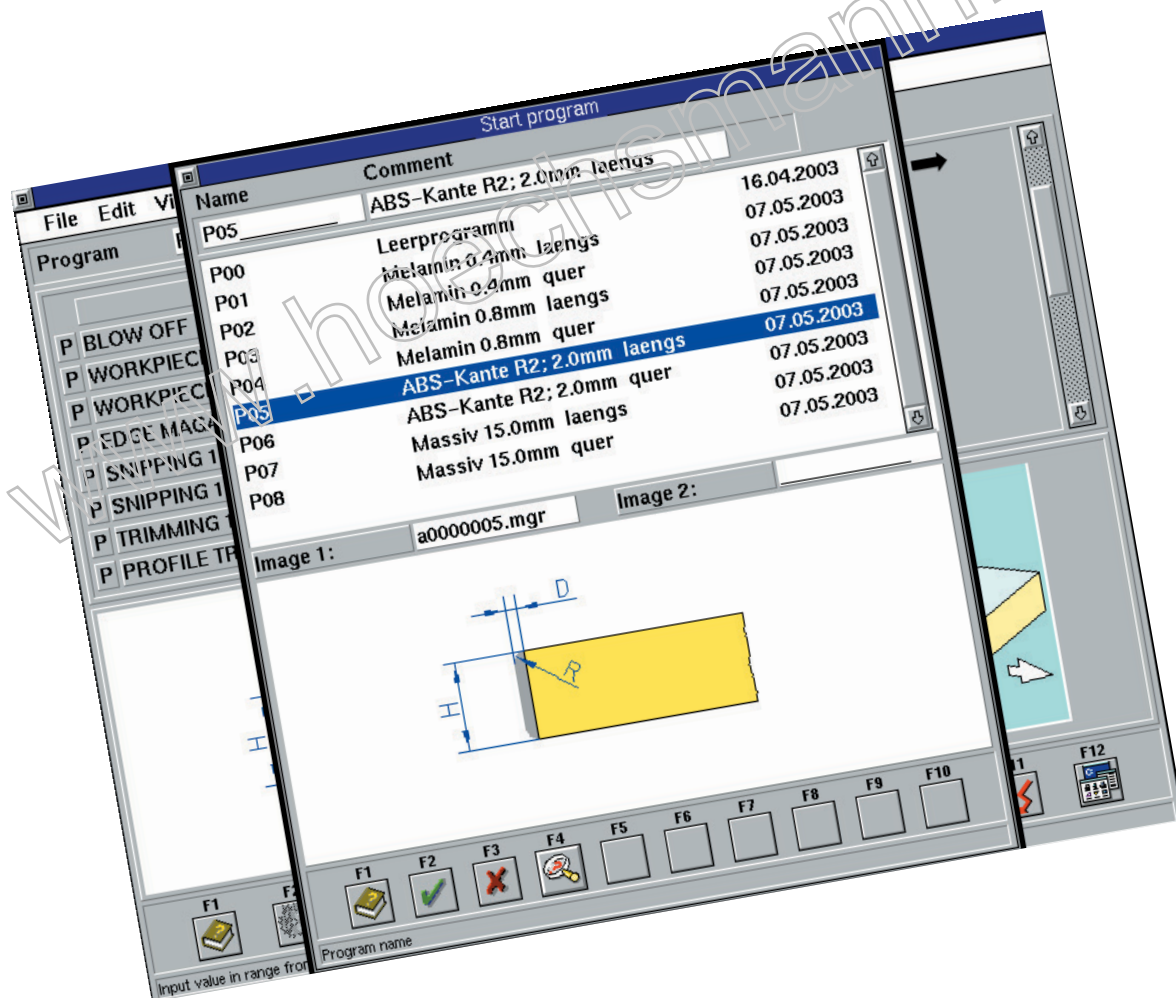 Start program
Name Comment
P05 ABS-Kante R2; 2.0mm laengs
P00 Leerprogramm 16.04.2003
P01 Melamin 0.4mm laengs 07.05.2003
P02 Melamin 0.4mm quer 07.05.2003
P03 Melamin 0.8mm laengs 07.05.2003
P04 Melamin 0.8mm quer 07.05.2003
P05 ABS-Kante R2; 2.0mm laengs 07.05.2003
P06 ABS-Kante R2; 2.0mm quer 07.05.2003
P07 Massiv 15.0mm laengs 07.05.2003
P08 Massiv 15.0mm quer 07.05.2003
Image 1: a0000005.mgr Image 2:
D
R
H
F1 F2 F3 F4 F5 F6 F7 F8 F9 F10
Program name
File Edit
Program
P BLOW OFF
P
P
P EDGE
P SNIPPING 1
P SNIPPING 1
P TRIMMING
P PROFILE
H
F1
F12
Input value in range from
www.hoechsmann